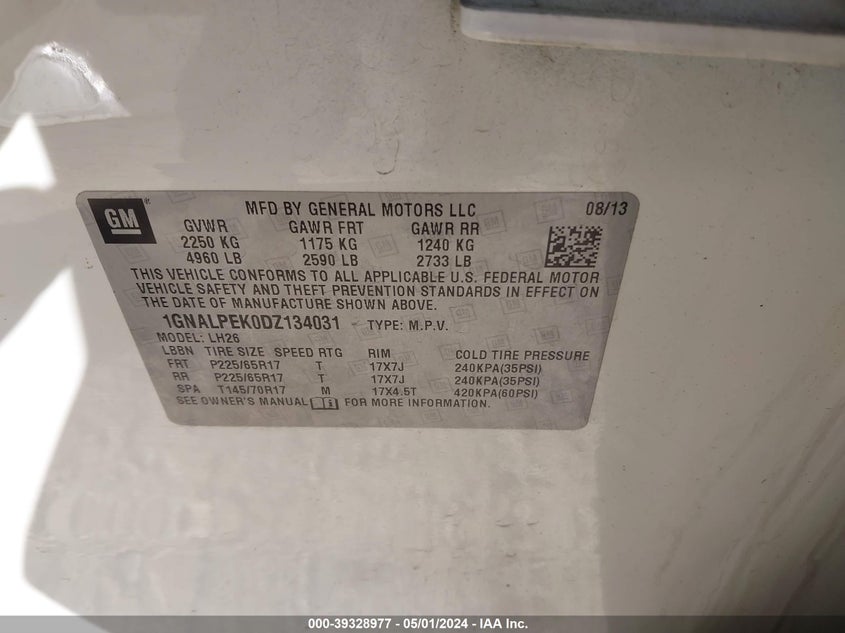 GM ®
MFD BY GENERAL MOTORS LLC 08/13
GVWR GAWR FRT GAWR RR
2250 KG 1175 KG 1240 KG
4960 LB 2590 LB 2733 LB
THIS VEHICLE CONFORMS TO ALL APPLICABLE U.S. FEDERAL MOTOR
VEHICLE SAFETY AND THEFT PREVENTION STANDARDS IN EFFECT ON
THE DATE OF MANUFACTURE SHOWN ABOVE.
1GNALPEK0DZ134031 TYPE: M.P.V.
MODEL: LH26
LBBN TIRE SIZE SPEED RTG RIM COLD TIRE PRESSURE
FRT P225/65R17 T 17X7J 240KPA(35PSI)
RR P225/65R17 T 17X7J 240KPA(35PSI)
SPA T145/70R17 M 17X4.5T 420KPA(60PSI)
SEE OWNER'S MANUAL FOR MORE INFORMATION.
000-39328977 - 05/01/2024 - IAA Inc.